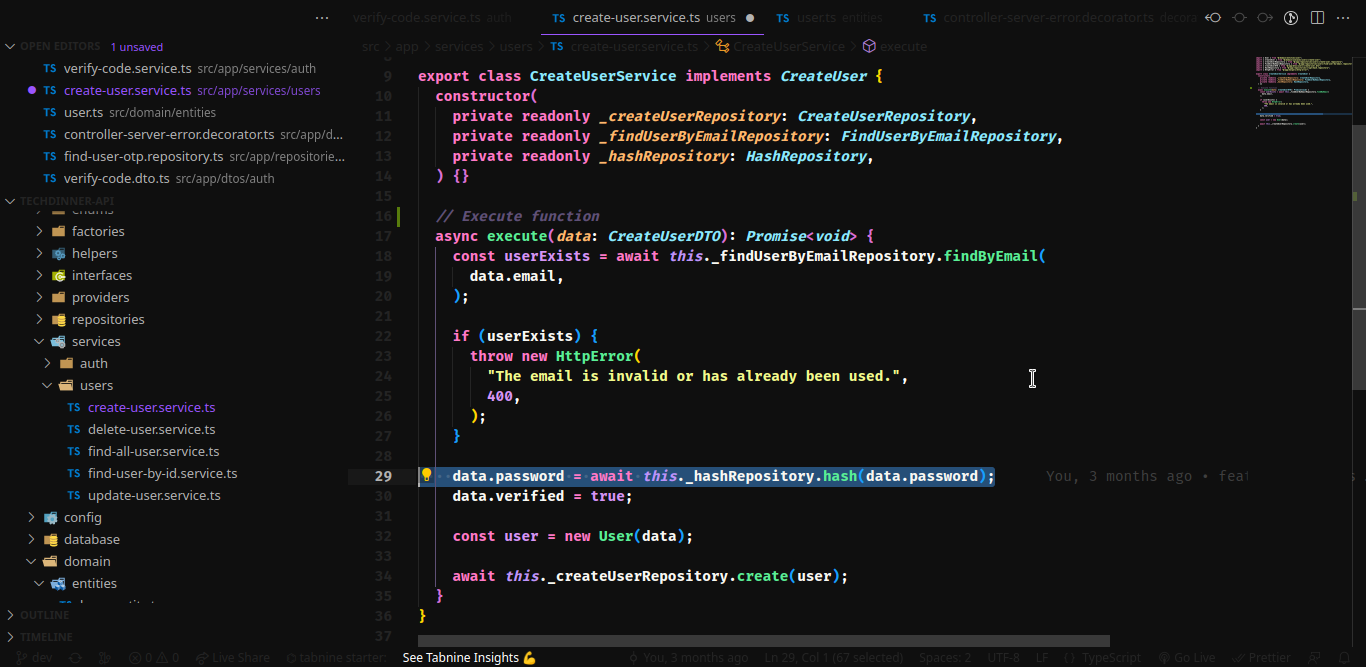 verify-code.service.ts auth
TS create-user.service.ts users
TS user.ts entities
TS controller-server-error.decorator.ts decora
OPEN EDITORS 1 unsaved
TS verify-code.service.ts src/app/services/auth
TS create-user.service.ts src/app/services/users
TS user.ts src/domain/entities
TS controller-server-error.decorator.ts src/app/d...
TS find-user-otp.repository.ts src/app/repositorie...
TS verify-code.dto.ts src/app/dtos/auth
TECHDINNER-API
enums
factories
helpers
interfaces
providers
repositories
services
auth
users
TS create-user.service.ts
TS delete-user.service.ts
TS find-all-user.service.ts
TS find-user-by-id.service.ts
TS update-user.service.ts
config
database
domain
entities
OUTLINE
TIMELINE
src > app > services > users > TS create-user.service.ts > CreateUserService > execute
8
9 export class CreateUserService implements CreateUser {
10 constructor(
11 private readonly _createUserRepository: CreateUserRepository,
12 private readonly _findUserByEmailRepository: FindUserByEmailRepository,
13 private readonly _hashRepository: HashRepository,
14 ) {}
15
16 // Execute function
17 async execute(data: CreateUserDTO): Promise<void> {
18 const userExists = await this._findUserByEmailRepository.findByEmail(
19 data.email,
20 );
21
22 if (userExists) {
23 throw new HttpError(
24 "The email is invalid or has already been used.",
25 400,
26 );
27 }
28
29 data.password = await this._hashRepository.hash(data.password); You, 3 months ago • feat
30 data.verified = true;
31
32 const user = new User(data);
33
34 await this._createUserRepository.create(user);
35 }
36 }
37
dev 0 0 Live Share tabnine starter: See Tabnine Insights 💪 You, 3 months ago Ln 29, Col 1 (67 selected) Spaces: 2 UTF-8 LF {} TypeScript Go Live Prettier